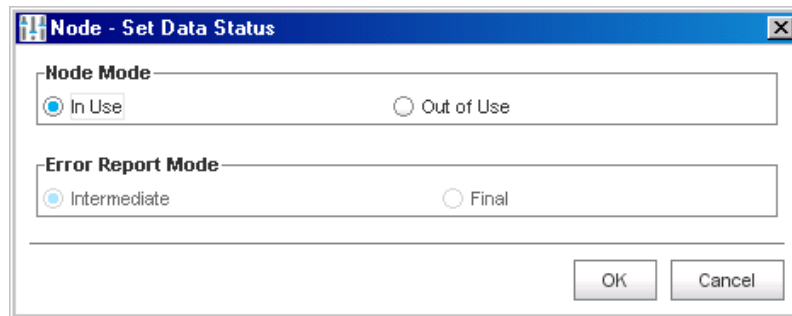 Node - Set Data Status
Node Mode
In Use Out of Use
Error Report Mode
Intermediate Final
OK Cancel